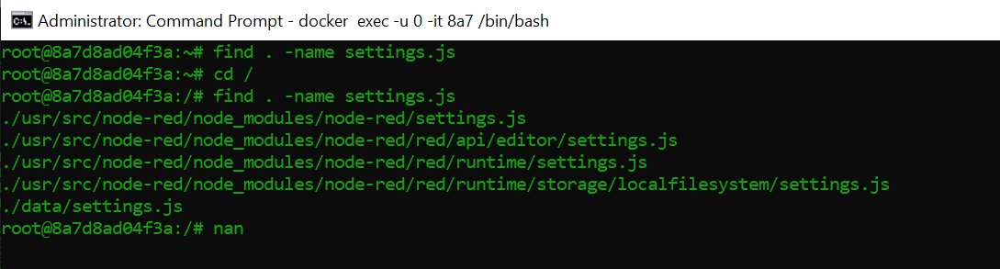 Administrator: Command Prompt - docker  exec -u 0 -it 8a7 /bin/bash
root@8a7d8ad04f3a:~# find . -name settings.js
root@8a7d8ad04f3a:~# cd /
root@8a7d8ad04f3a:/# find . -name settings.js
./usr/src/node-red/node_modules/node-red/settings.js
./usr/src/node-red/node_modules/node-red/red/api/editor/settings.js
./usr/src/node-red/node_modules/node-red/red/runtime/settings.js
./usr/src/node-red/node_modules/node-red/red/runtime/storage/localfilesystem/settings.js
./data/settings.js
root@8a7d8ad04f3a:/# nan